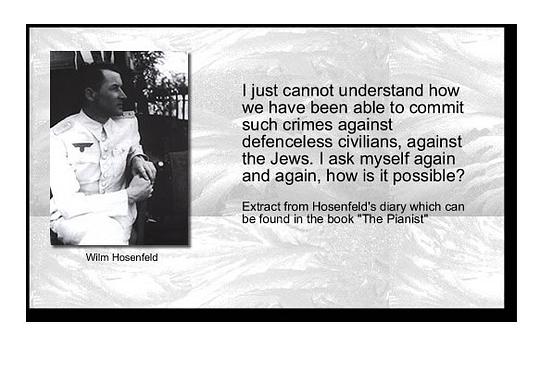 I just cannot understand how
we have been able to commit
such crimes against
defenceless civilians, against
the Jews. I ask myself again
and again, how is it possible?
Extract from Hosenfeld's diary which can
be found in the book "The Pianist"
Wilm Hosenfeld